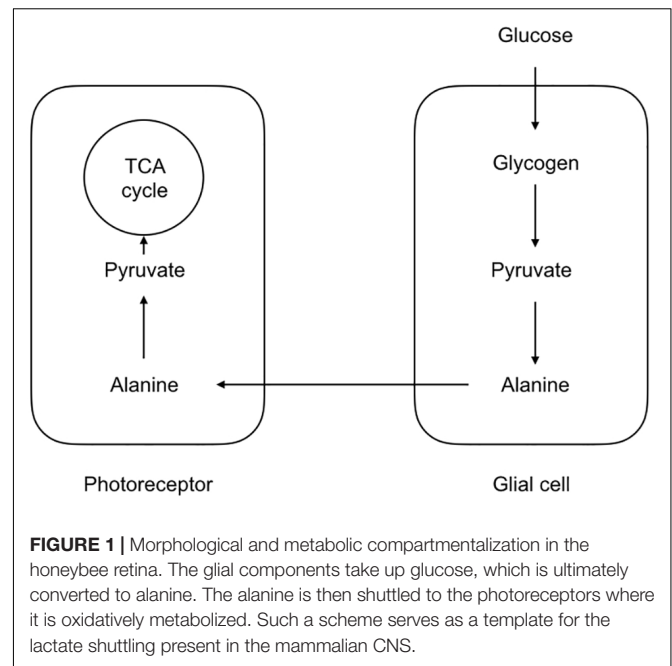 Glucose
TCA
cycle
Glycogen
Pyruvate
Pyruvate
Alanine
Alanine
Photoreceptor
Glial cell
FIGURE 1 | Morphological and metabolic compartmentalization in the
honeybee retina. The glial components take up glucose, which is ultimately
converted to alanine. The alanine is then shuttled to the photoreceptors where
it is oxidatively metabolized. Such a scheme serves as a template for the
lactate shuttling present in the mammalian CNS.